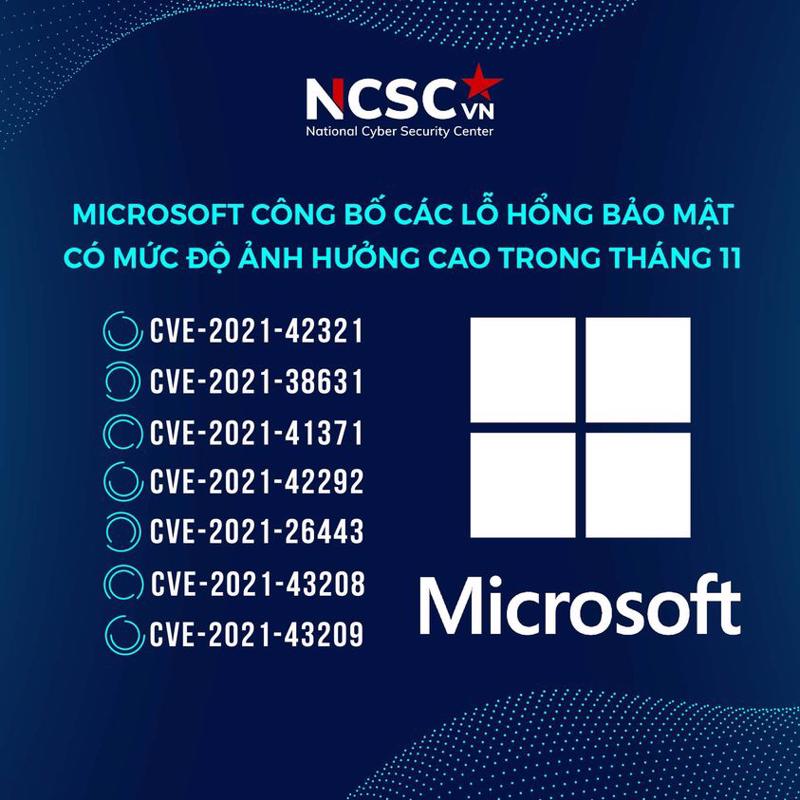 NCSC VN
National Cyber Security Center
MICROSOFT CÔNG BỐ CÁC LỖ HỔNG BẢO MẬT
CÓ MỨC ĐỘ ẢNH HƯỞNG CAO TRONG THÁNG 11
CVE-2021-42321
CVE-2021-38631
CVE-2021-41371
CVE-2021-42292
CVE-2021-26443
CVE-2021-43208
CVE-2021-43209
Microsoft